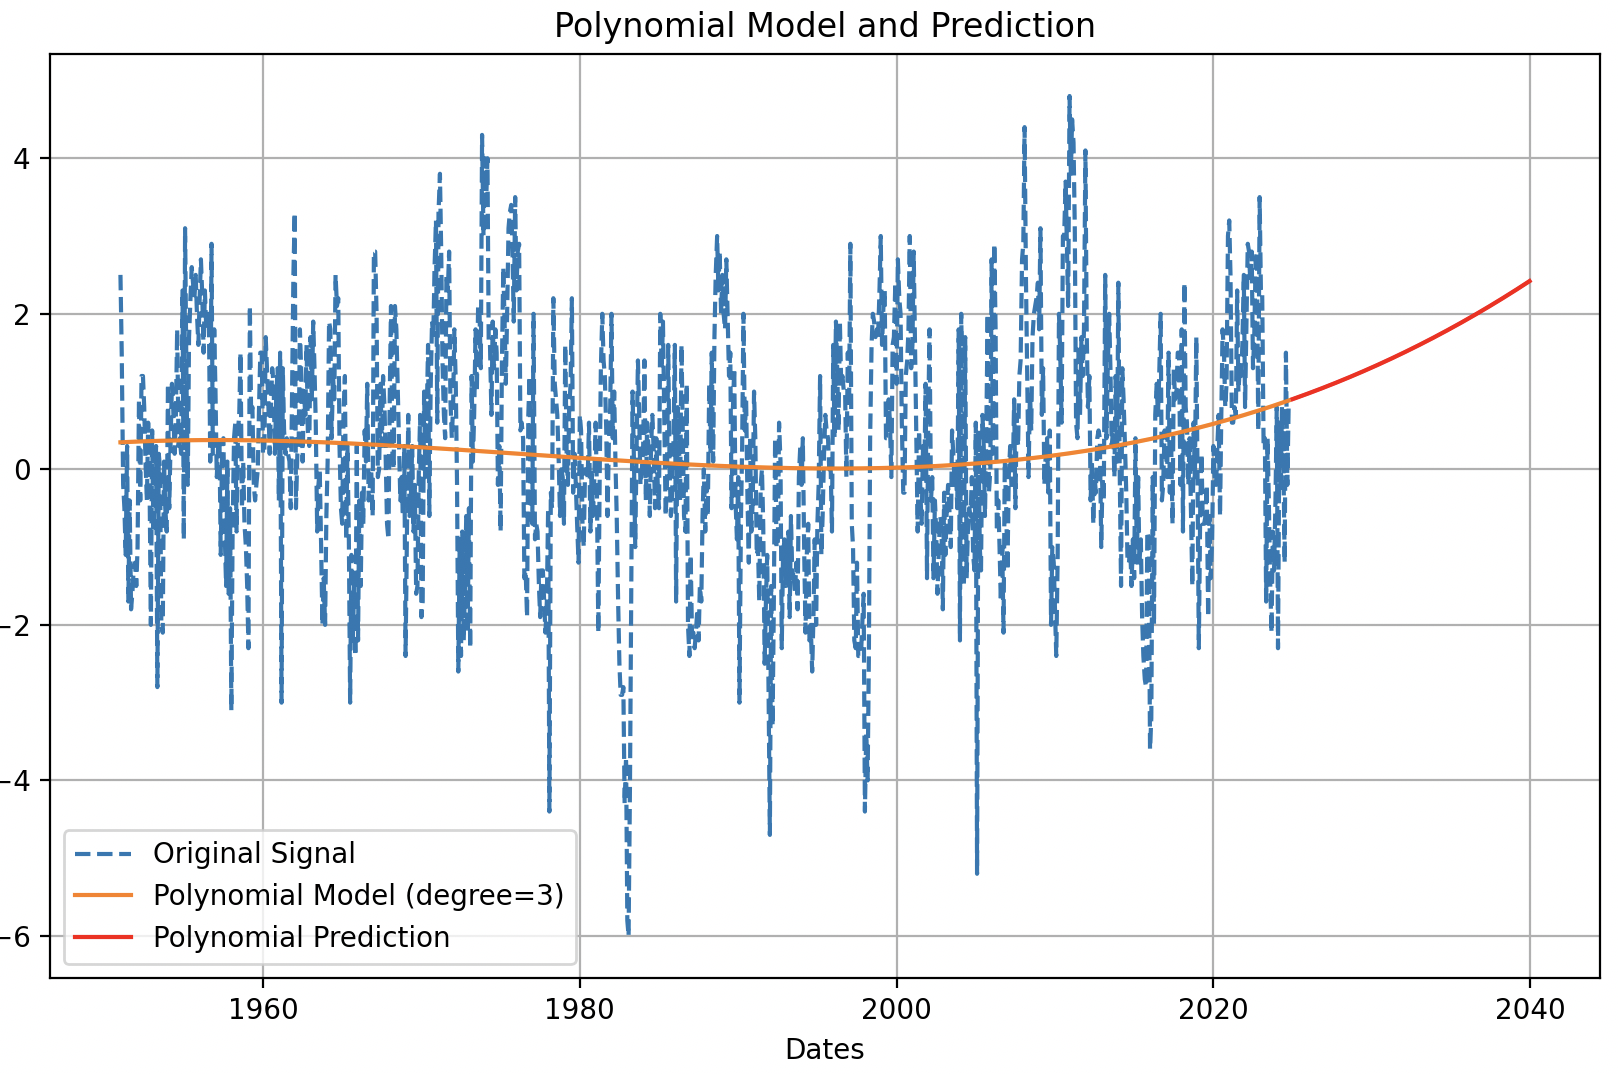 Polynomial Model and Prediction
4
2
0
−2
−4
−6
Original Signal
Polynomial Model (degree=3)
Polynomial Prediction
1960 1980 2000 2020 2040
Dates